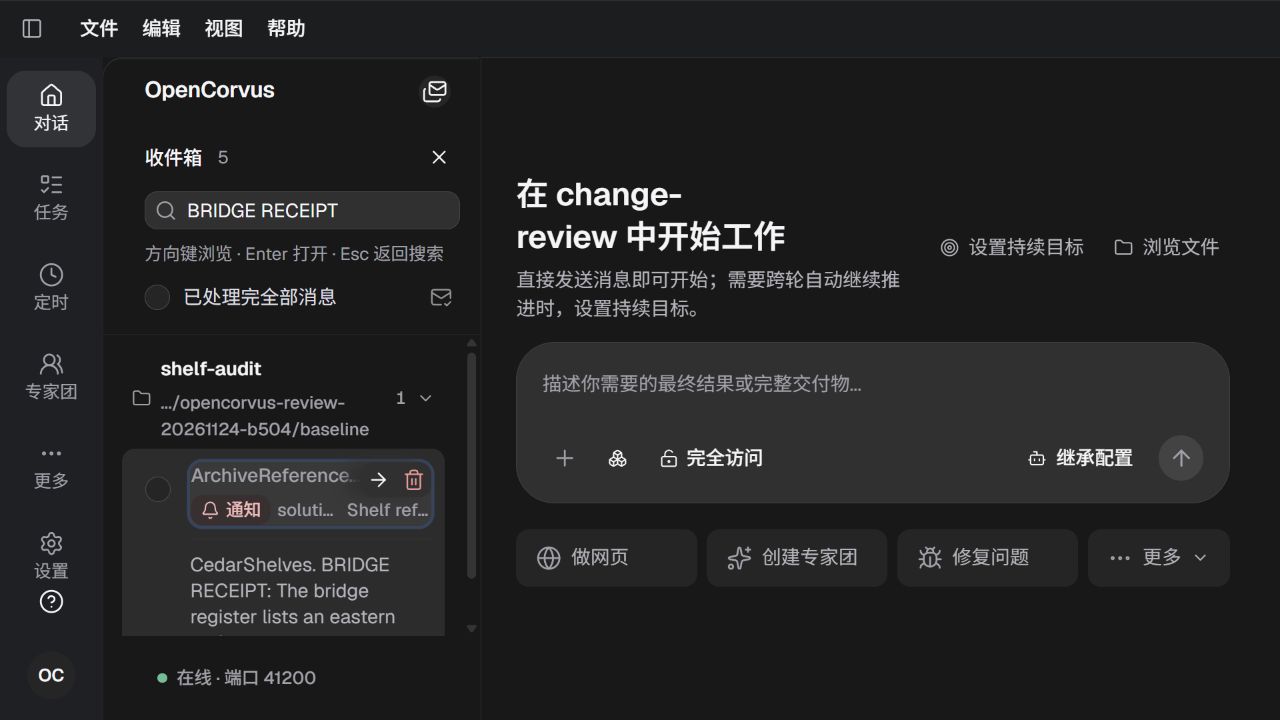 文件 编辑 视图 帮助
对话
任务
定时
专家团
更多
设置
OC
OpenCorvus
收件箱 5
BRIDGE RECEIPT
方向键浏览 · Enter 打开 · Esc 返回搜索
已处理完全部消息
shelf-audit
.../opencorvus-review-
20261124-b504/baseline
1
ArchiveReference...
通知 soluti... Shelf ref...
CedarShelves. BRIDGE
RECEIPT: The bridge
register lists an eastern
在线 · 端口 41200
在 change-
review 中开始工作
直接发送消息即可开始；需要跨轮自动继续推
进时，设置持续目标。
设置持续目标 浏览文件
描述你需要的最终结果或完整交付物...
完全访问 继承配置
做网页 创建专家团 修复问题 更多